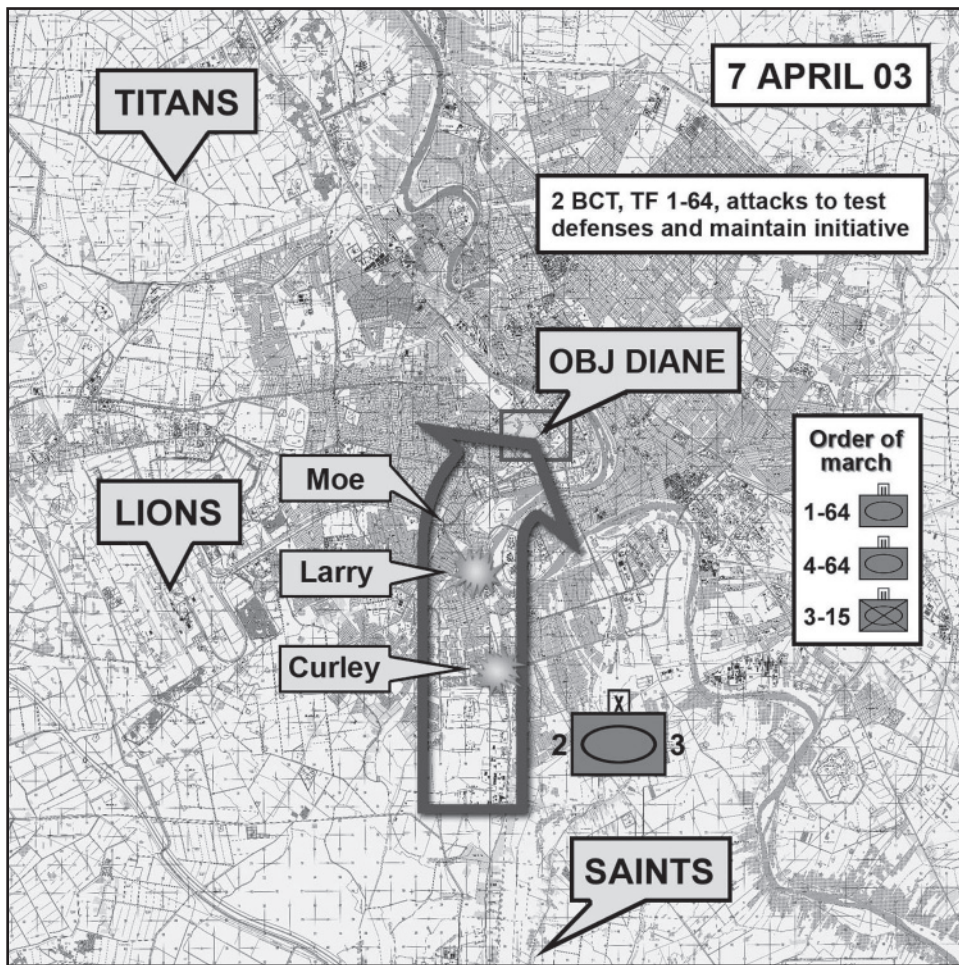 7 APRIL 03
TITANS
2 BCT, TF 1-64, attacks to test
defenses and maintain initiative
OBJ DIANE
Order of
march
1-64
4-64
3-15
Moe
LIONS
Larry
Curley
X
2 3
SAINTS